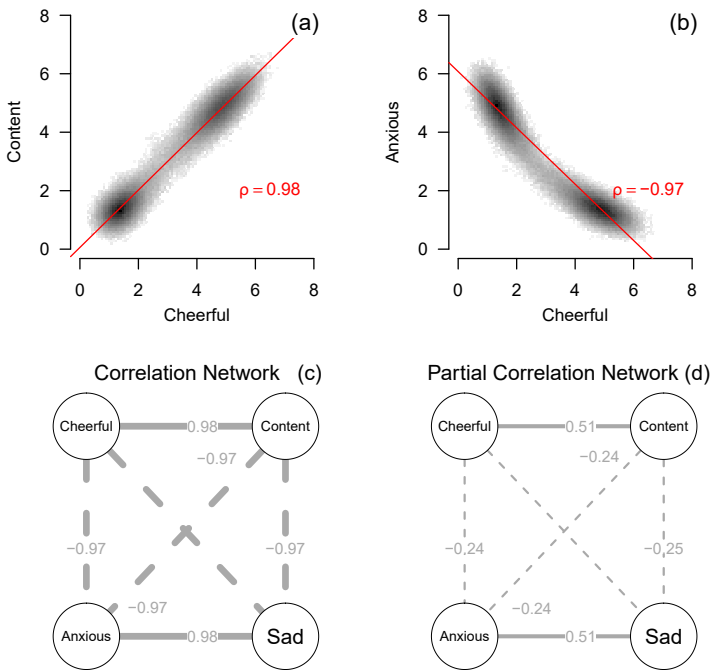 (a)
8
6
4
2
0
Content
ρ = 0.98
0 2 4 6 8
Cheerful
(b)
8
6
4
2
0
Anxious
ρ = −0.97
0 2 4 6 8
Cheerful
Correlation Network (c)
Cheerful
0.98
Content
−0.97
−0.97
−0.97
−0.97
Anxious
0.98
Sad
Partial Correlation Network (d)
Cheerful
0.51
Content
−0.24
−0.24
−0.25
−0.24
Anxious
0.51
Sad